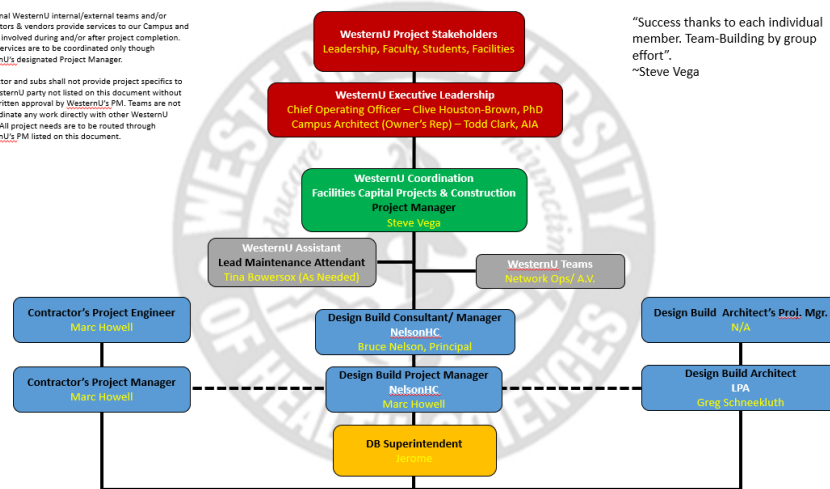 nal WesternU internal/external teams and/or
tors & vendors provide services to our Campus and
involved during and/or after project completion.
ervices are to be coordinated only though
nU's designated Project Manager.
ctor and subs shall not provide project specifics to
sternU party not listed on this document without
ritten approval by WesternU's PM. Teams are not
dinate any work directly with other WesternU
All project needs are to be routed through
nU's PM listed on this document.
WesternU Project Stakeholders
Leadership, Faculty, Students, Facilities
“Success thanks to each individual
member. Team-Building by group
effort”.
~Steve Vega
WesternU Executive Leadership
Chief Operating Officer – Clive Houston-Brown, PhD
Campus Architect (Owner's Rep) – Todd Clark, AIA
WesternU Coordination
Facilities Capital Projects & Construction
Project Manager
Steve Vega
WesternU Assistant
Lead Maintenance Attendant
Tina Bowersox (As Needed)
WesternU Teams
Network Ops/ A.V.
Contractor's Project Engineer
Marc Howell
Design Build Consultant/ Manager
NelsonHC
Bruce Nelson, Principal
Design Build Architect's Proj. Mgr.
N/A
Contractor's Project Manager
Marc Howell
Design Build Project Manager
NelsonHC
Marc Howell
Design Build Architect
LPA
Greg Schneekluth
DB Superintendent
Jerome